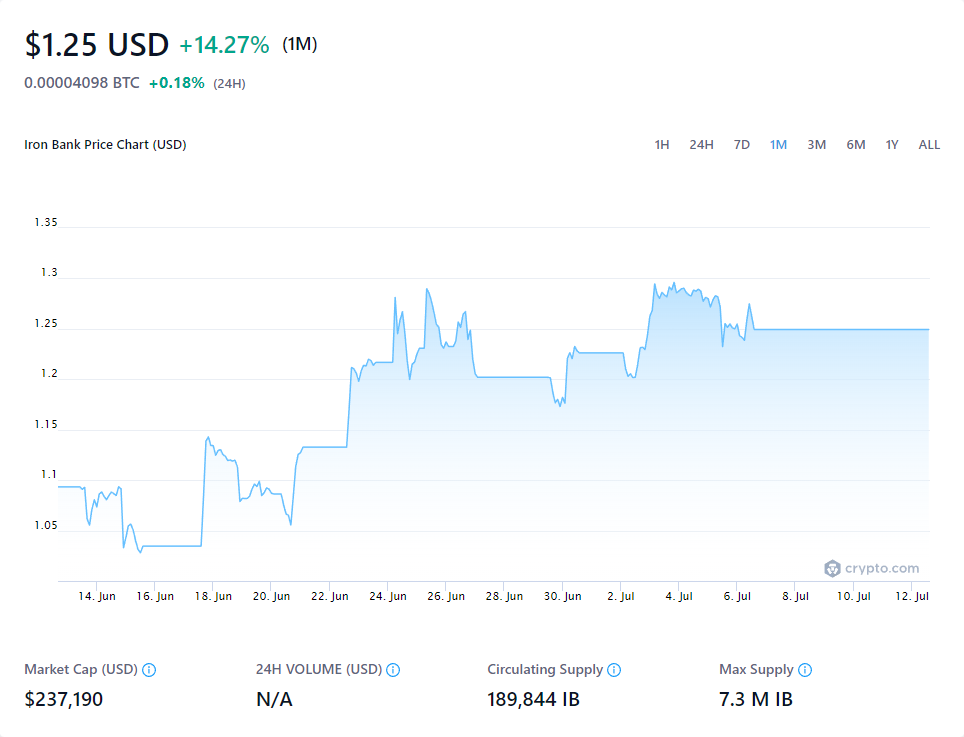 $1.25 USD +14.27% (1M)
0.00004098 BTC +0.18% (24H)
Iron Bank Price Chart (USD) 1H 24H 7D 1M 3M 6M 1Y ALL
1.35
1.3
1.25
1.2
1.15
1.1
1.05
crypto.com
14. Jun 16. Jun 18. Jun 20. Jun 22. Jun 24. Jun 26. Jun 28. Jun 30. Jun 2. Jul 4. Jul 6. Jul 8. Jul 10. Jul 12. Jul
Market Cap (USD) 24H VOLUME (USD) Circulating Supply Max Supply
$237,190 N/A 189,844 IB 7.3 M IB